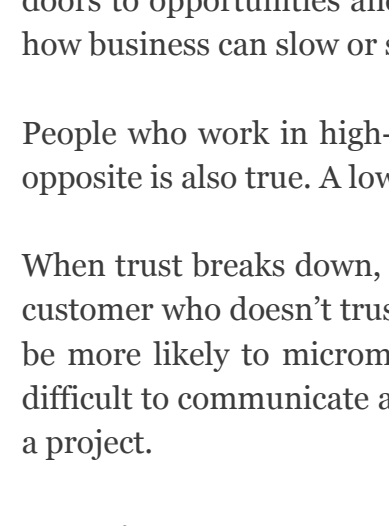 doors to opportunities and
how business can slow or s
People who work in high-
opposite is also true. A low
When trust breaks down,
customer who doesn’t trus
be more likely to microm
difficult to communicate a
a project.